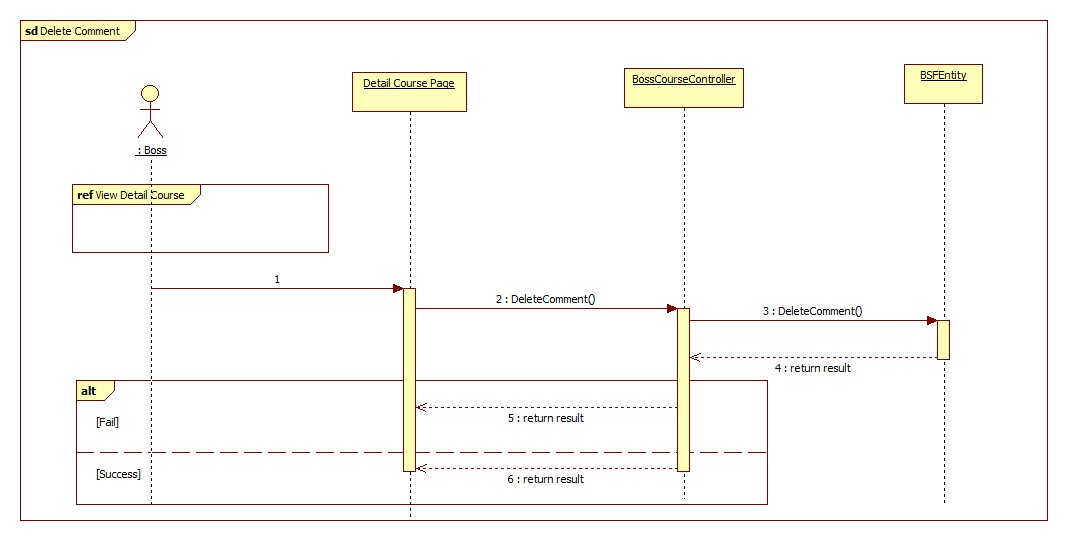 sd Delete Comment
Detail Course Page
BossCourseController
BSFEntity
: Boss
ref View Detail Course
1
2 : DeleteComment()
3 : DeleteComment()
4 : return result
alt
[Fail]
5 : return result
[Success]
6 : return result